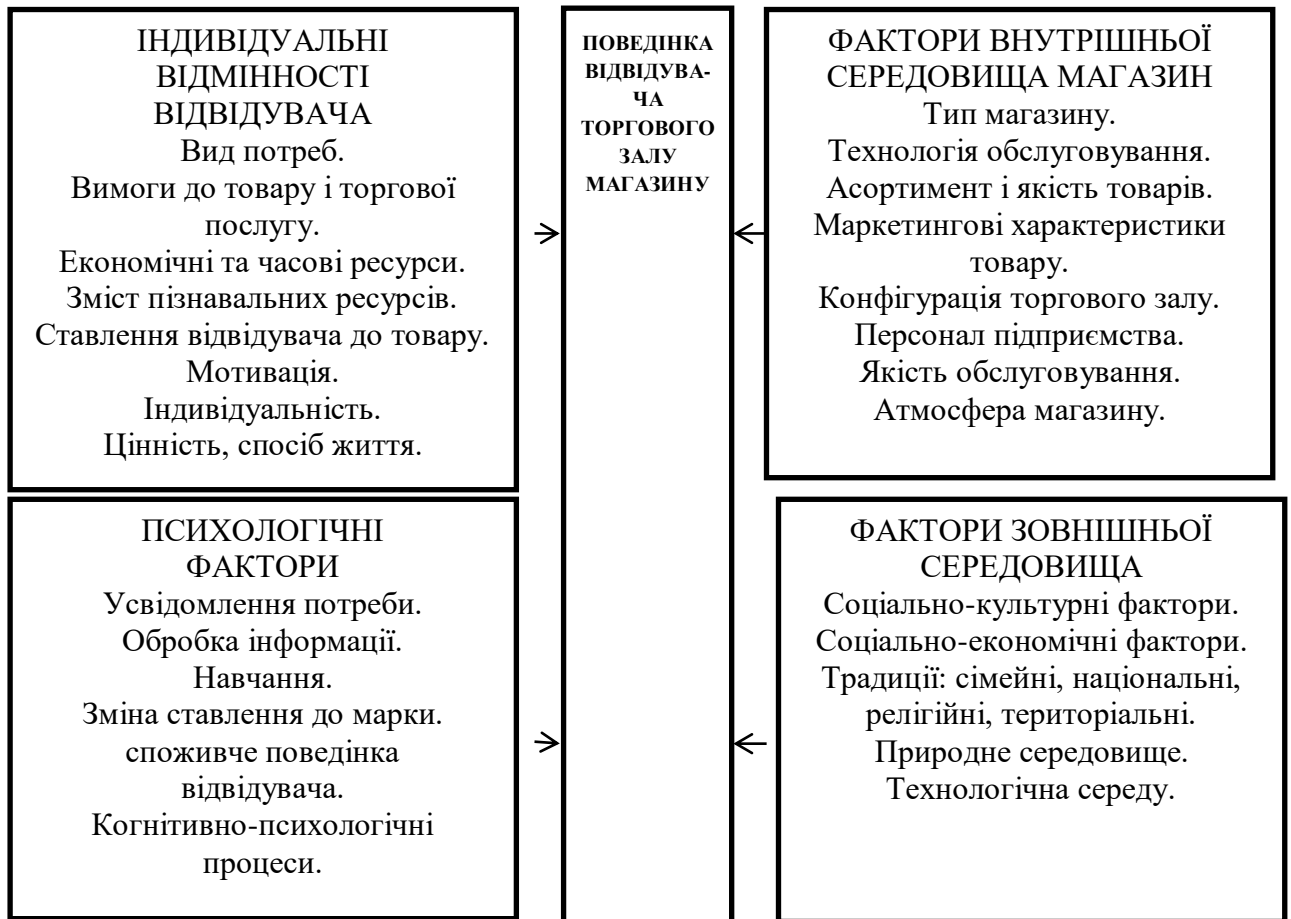 ІНДИВІДУАЛЬНІ
ВІДМІННОСТІ
ВІДВІДУВАЧА
Вид потреб.
Вимоги до товару і торгової
послугу.
Економічні та часові ресурси.
Зміст пізнавальних ресурсів.
Ставлення відвідувача до товару.
Мотивація.
Індивідуальність.
Цінність, спосіб життя.
ПСИХОЛОГІЧНІ
ФАКТОРИ
Усвідомлення потреби.
Обробка інформації.
Навчання.
Зміна ставлення до марки.
споживче поведінка
відвідувача.
Когнітивно-психологічні
процеси.
ПОВЕДІНКА
ВІДВІДУВА-
ЧА
ТОРГОВОГО
ЗАЛУ
МАГАЗИНУ
ФАКТОРИ ВНУТРІШНЬОЇ
СЕРЕДОВИЩА МАГАЗИН
Тип магазину.
Технологія обслуговування.
Асортимент і якість товарів.
Маркетингові характеристики
товару.
Конфігурація торгового залу.
Персонал підприємства.
Якість обслуговування.
Атмосфера магазину.
ФАКТОРИ ЗОВНІШНЬОЇ
СЕРЕДОВИЩА
Соціально-культурні фактори.
Соціально-економічні фактори.
Традиції: сімейні, національні,
релігійні, територіальні.
Природне середовище.
Технологічна середу.